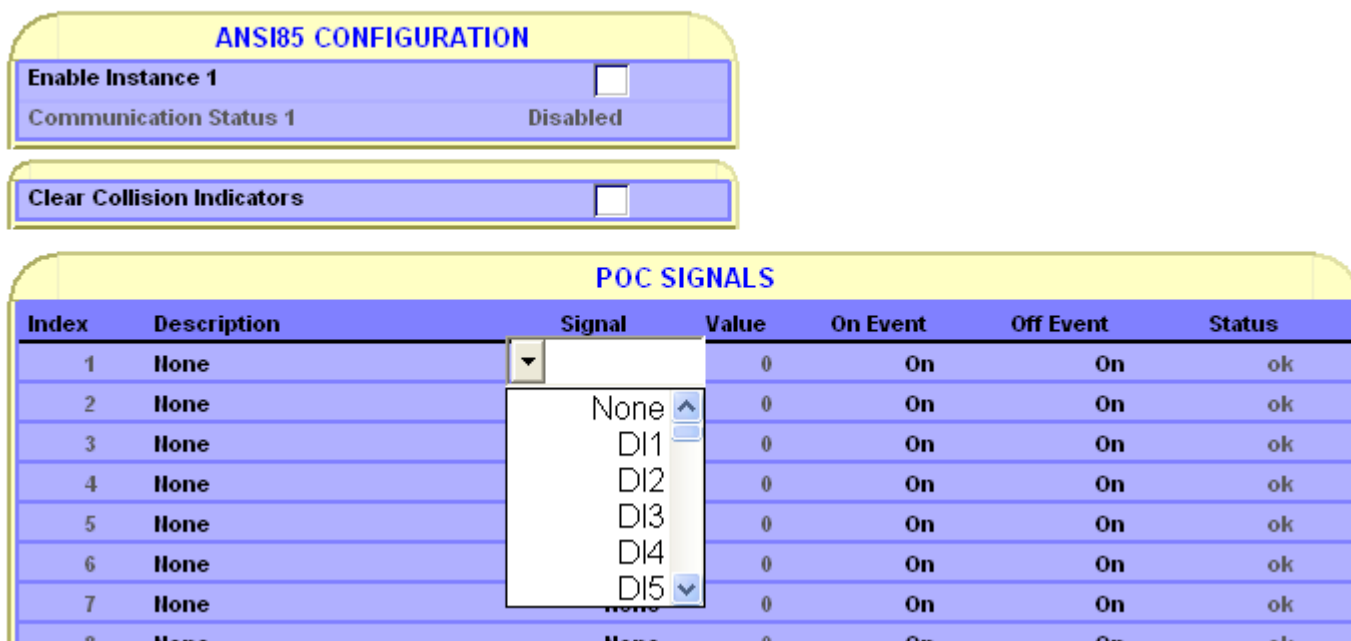 ANSI85 CONFIGURATION
Enable Instance 1
Communication Status 1 Disabled
Clear Collision Indicators
POC SIGNALS
Index Description Signal Value On Event Off Event Status
1 None 0 On On ok
2 None None 0 On On ok
3 None DI1 0 On On ok
4 None DI2 0 On On ok
5 None DI3 0 On On ok
6 None DI4 0 On On ok
7 None DI5 0 On On ok